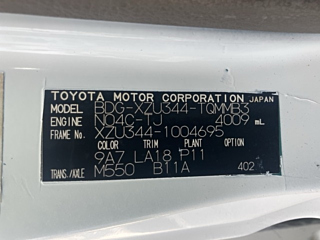 TOYOTA MOTOR CORPORATION JAPAN
MODEL BDG-XZU344-TQMMB3
ENGINE N04C-TJ 4009 mL
FRAME No. XZU344-1004695
COLOR TRIM PLANT OPTION
9A7 LA18 P11
TRANS./AXLE M550 B11A 402